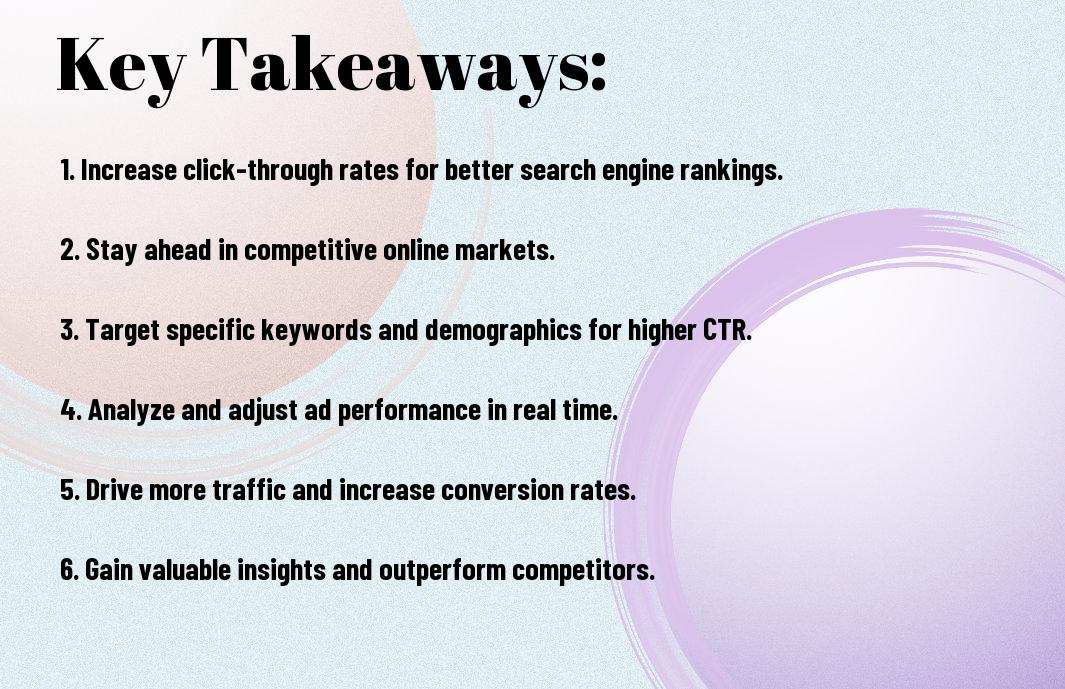 Key Takeaways:
1. Increase click-through rates for better search engine rankings.
2. Stay ahead in competitive online markets.
3. Target specific keywords and demographics for higher CTR.
4. Analyze and adjust ad performance in real time.
5. Drive more traffic and increase conversion rates.
6. Gain valuable insights and outperform competitors.